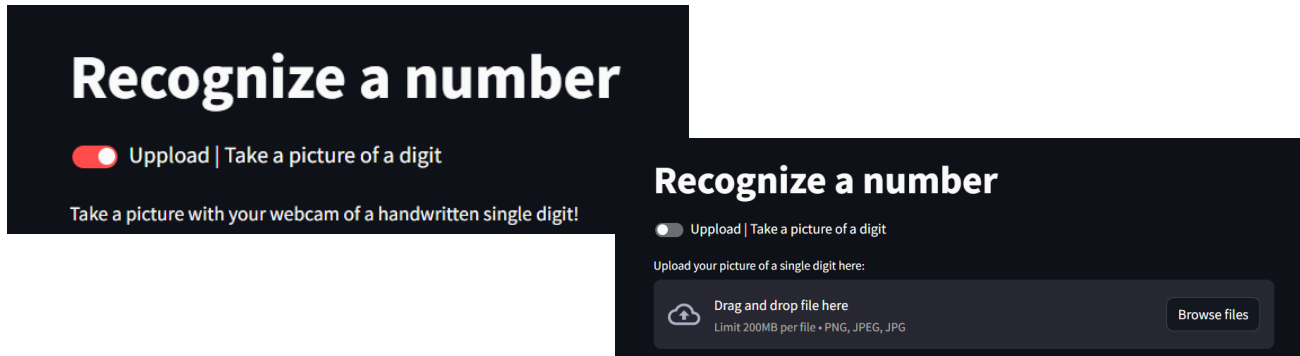 Recognize a number
Uppload | Take a picture of a digit
Take a picture with your webcam of a handwritten single digit!
Recognize a number
Uppload | Take a picture of a digit
Upload your picture of a single digit here:
Drag and drop file here
Limit 200MB per file • PNG, JPEG, JPG
Browse files